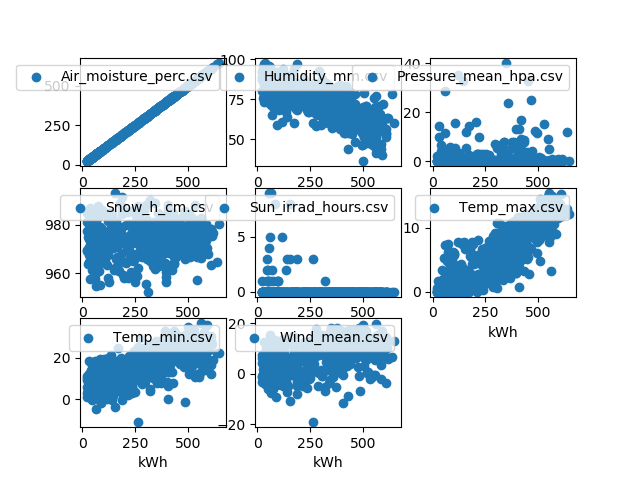 Air_moisture_perc.csv
500
250
0
0 250 500
Humidity_mm.csv
100
75
50
0 250 500
Pressure_mean_hpa.csv
40
20
0
0 250 500
Snow_h_cm.csv
980
960
0 250 500
Sun_irrad_hours.csv
5
0
0 250 500
Temp_max.csv
10
0
0 250 500
kWh
Temp_min.csv
20
0
0 250 500
kWh
Wind_mean.csv
20
0
−20
0 250 500
kWh